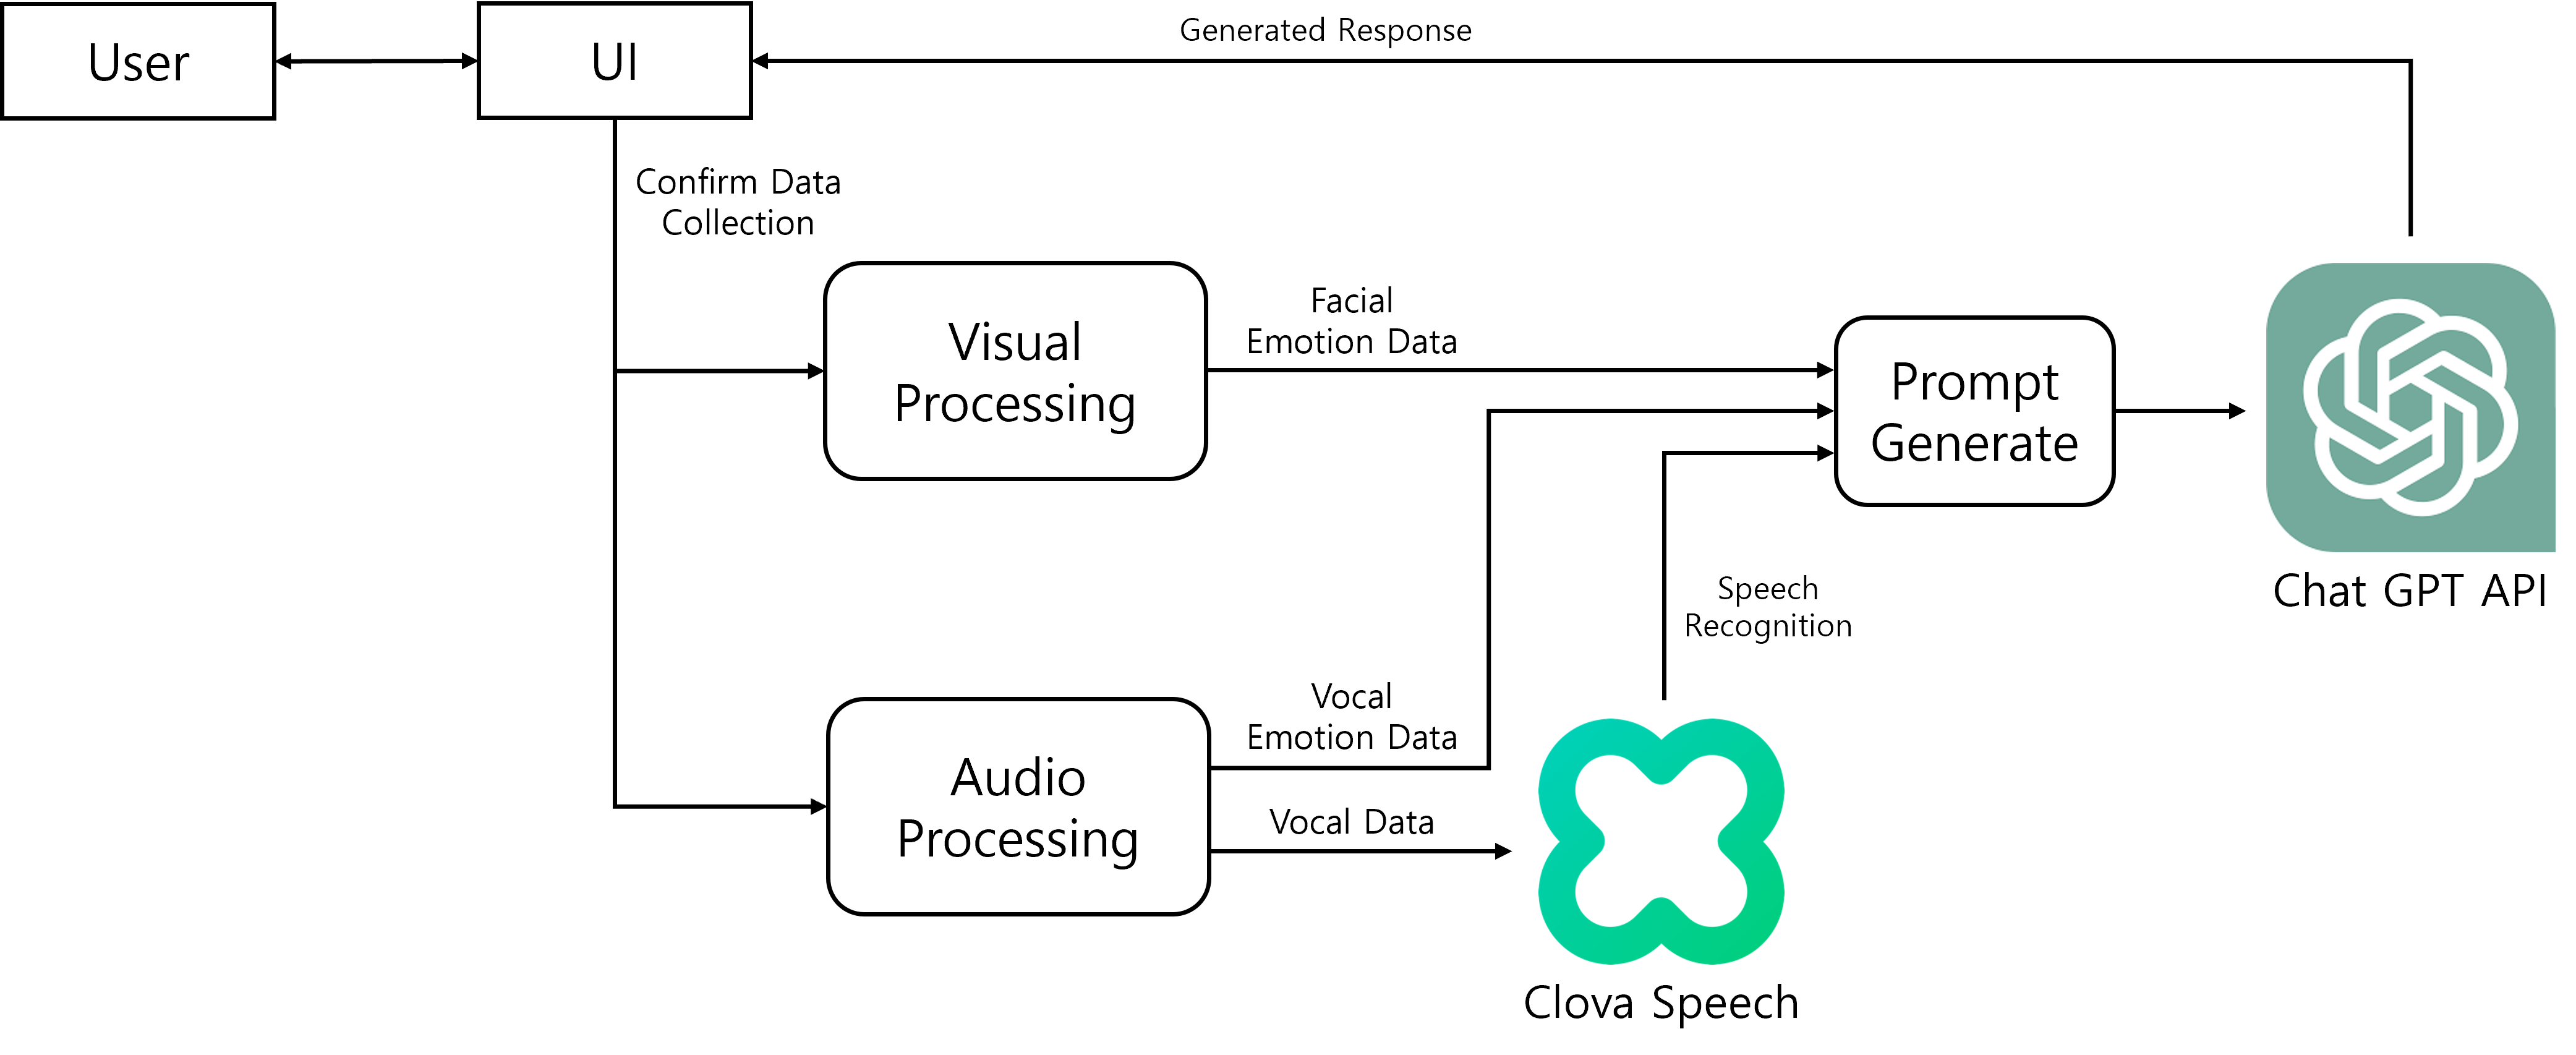 User
UI
Generated Response
Confirm Data
Collection
Visual
Processing
Facial
Emotion Data
Prompt
Generate
Chat GPT API
Speech
Recognition
Audio
Processing
Vocal
Emotion Data
Vocal Data
Clova Speech